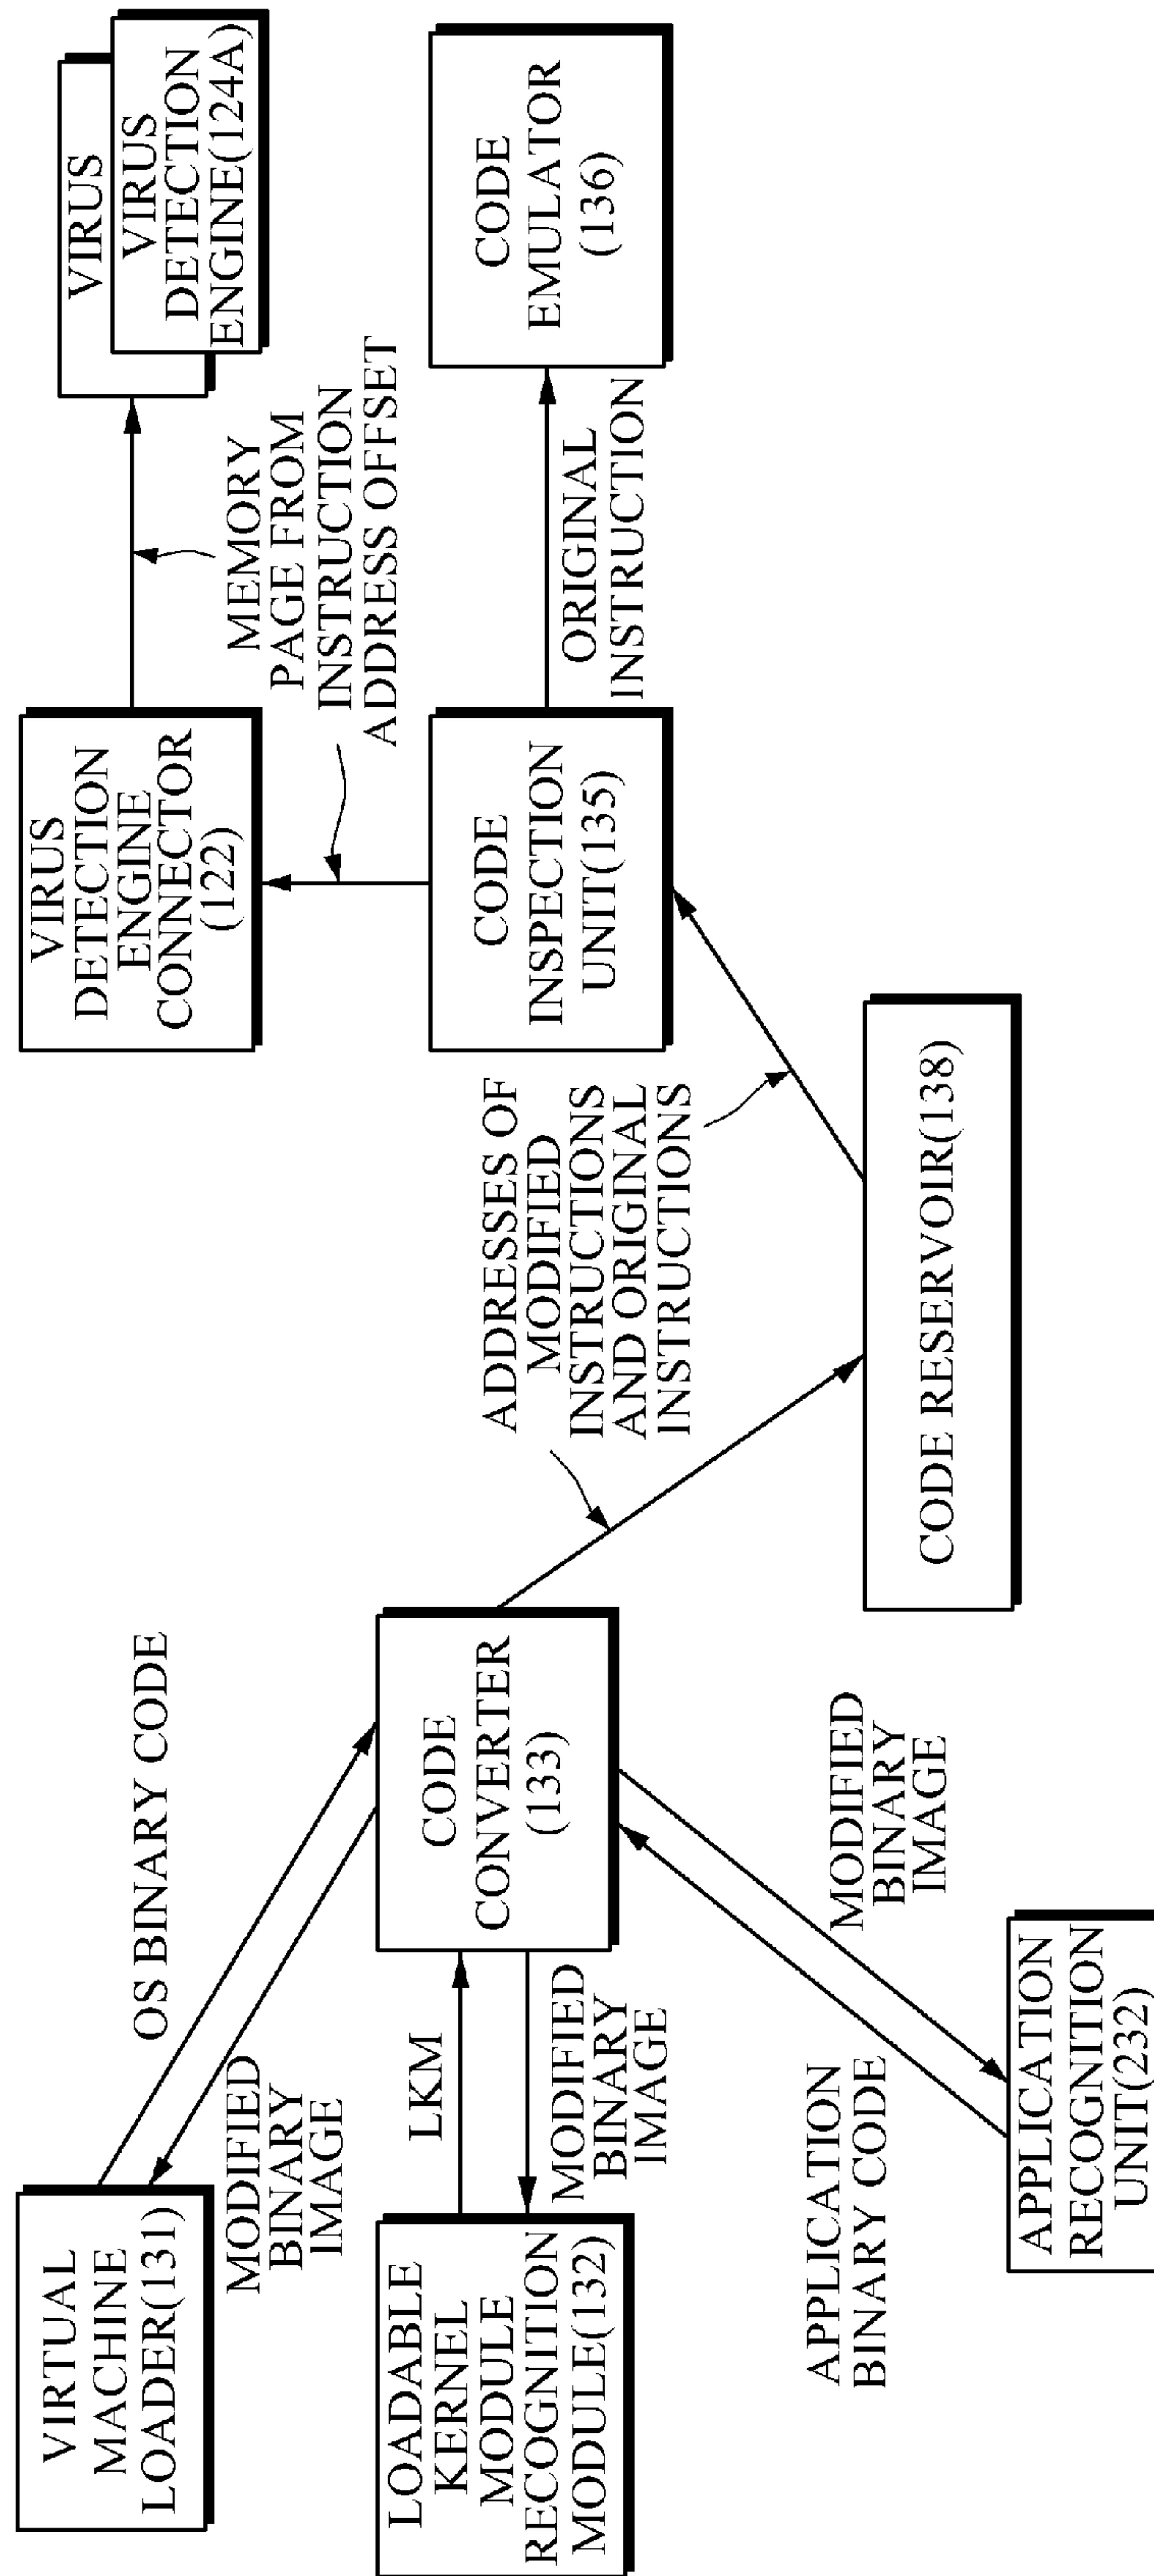 VIRTUAL
MACHINE
LOADER(131)
OS BINARY CODE
MODIFIED
BINARY
IMAGE
LOADABLE
KERNEL
MODULE
RECOGNITION
MODULE(132)
LKM
MODIFIED
BINARY
IMAGE
CODE
CONVERTER
(133)
APPLICATION
BINARY CODE
MODIFIED
BINARY
IMAGE
APPLICATION
RECOGNITION
UNIT(232)
ADDRESSES OF
MODIFIED
INSTRUCTIONS
AND ORIGINAL
INSTRUCTIONS
CODE RESERVOIR(138)
VIRUS
DETECTION
ENGINE
CONNECTOR
(122)
CODE
INSPECTION
UNIT(135)
MEMORY
PAGE FROM
INSTRUCTION
ADDRESS OFFSET
ORIGINAL
INSTRUCTION
VIRUS
VIRUS
DETECTION
ENGINE(124A)
CODE
EMULATOR
(136)